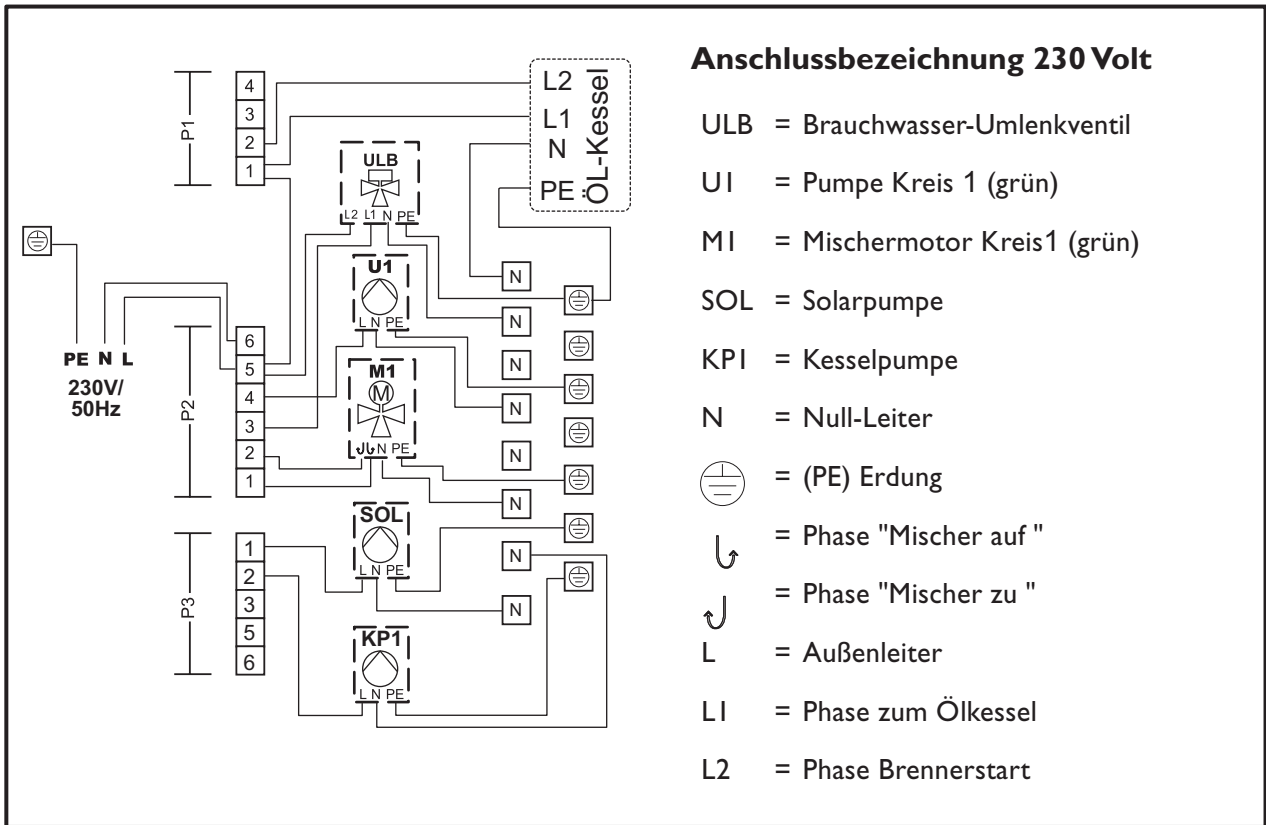 Anschlussbezeichnung 230 Volt
ULB = Brauchwasser-Umlenkventil
U1 = Pumpe Kreis 1 (grün)
M1 = Mischermotor Kreis1 (grün)
SOL = Solarpumpe
KP1 = Kesselpumpe
N = Null-Leiter
= (PE) Erdung
= Phase "Mischer auf "
= Phase "Mischer zu "
L = Außenleiter
L1 = Phase zum Ölkessel
L2 = Phase Brennerstart
P1
4
3
2
1
L2
L1
N
PE
ÖL-Kessel
ULB
L2 L1 N PE
U1
L N PE
M1
M
N PE
SOL
L N PE
KP1
L N PE
PE N L
230V/
50Hz
P2
6
5
4
3
2
1
P3
1
2
3
5
6
N
N
N
N
N
N
N
N